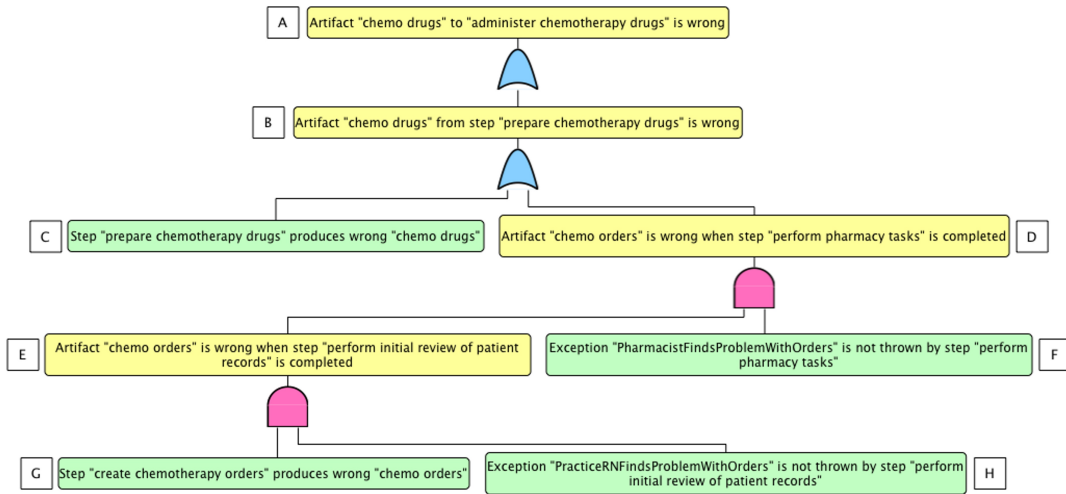 A
Artifact "chemo drugs" to "administer chemotherapy drugs" is wrong
B
Artifact "chemo drugs" from step "prepare chemotherapy drugs" is wrong
C
Step "prepare chemotherapy drugs" produces wrong "chemo drugs"
Artifact "chemo orders" is wrong when step "perform pharmacy tasks" is completed
D
E
Artifact "chemo orders" is wrong when step "perform initial review of patient
records" is completed
Exception "PharmacistFindsProblemWithOrders" is not thrown by step "perform
pharmacy tasks"
F
G
Step "create chemotherapy orders" produces wrong "chemo orders"
Exception "PracticeRNFindsProblemWithOrders" is not thrown by step "perform
initial review of patient records"
H